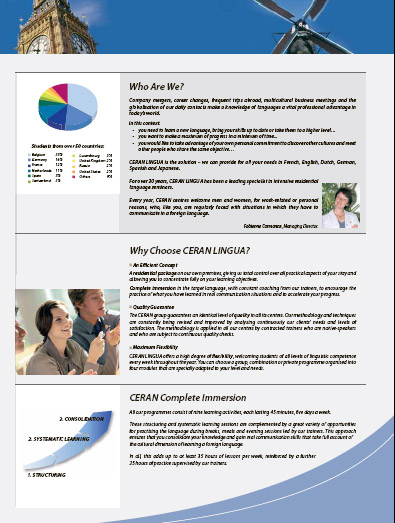 Who Are We?
Company mergers, career changes, frequent trips abroad, multicultural business meetings and the
globalisation of our daily contacts make a knowledge of languages a vital professional advantage in
today's world.
In this context:
• you need to learn a new language, bring your skills up to date or take them to a higher level…
• you want to make a maximum of progress in a minimum of time…
• you would like to take advantage of your own personal commitment to discover other cultures and meet
other people who share the same objective…
CERAN LINGUA is the solution – we can provide for all your needs in French, English, Dutch, German,
Spanish and Japanese.
For over 30 years, CERAN LINGUA has been a leading specialist in intensive residential
language seminars.
Every year, CERAN centres welcome men and women, for work-related or personal
reasons, who, like you, are regularly faced with situations in which they have to
communicate in a foreign language.
Managing Director
Students from over 50 countries:
Belgium
Germany
France
Netherlands
Spain
Switzerland
Luxembourg
United Kingdom
Russia
United States
Others
Why Choose CERAN LINGUA?
An Efficient Concept
A residential package on our own premises, giving us total control over all practical aspects of your stay and
allowing you to concentrate fully on your learning objectives.
Complete immersion in the target language, with constant coaching from our trainers, to encourage the
practice of what you have learned in real communication situations and to accelerate your progress.
Quality Guarantee
The CERAN group guarantees an identical level of quality in all its centres. Our methodology and techniques
are constantly being revised and improved by analysing continuously our clients' needs and levels of
satisfaction. The methodology is applied in all our centres by contracted trainers who are native-speakers
and who are subject to continuous quality checks.
Maximum Flexibility
CERAN LINGUA offers a high degree of flexibility, welcoming students of all levels of linguistic competence
every week throughout the year. You can choose a group, combination or private programme organised into
four modules that are specially adapted to your level and needs.
CERAN Complete Immersion
All our programmes consist of nine learning activities, each lasting 45 minutes, five days a week.
These structuring and systematic learning sessions are complemented by a great variety of opportunities
for practising the language during breaks, meals and evening sessions led by our trainers. This approach
ensures that you consolidate your knowledge and gain real communication skills that take full account of
the cultural dimension of learning a foreign language.
In all, this adds up to at least 35 hours of lessons per week, reinforced by a further
25 hours of practice supervised by our trainers.
3. CONSOLIDATION
2. SYSTEMATIC LEARNING
1. STRUCTURING